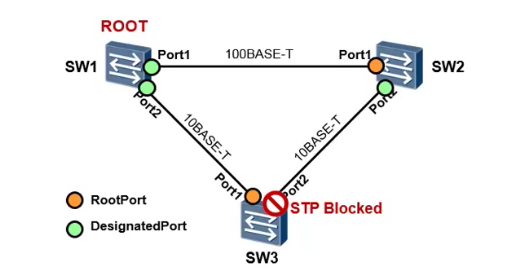 ROOT
SW1
Port1
100BASE-T
Port1
SW2
Port2
Port2
10BASE-T
10BASE-T
Port1
Port2
STP Blocked
SW3
RootPort
DesignatedPort